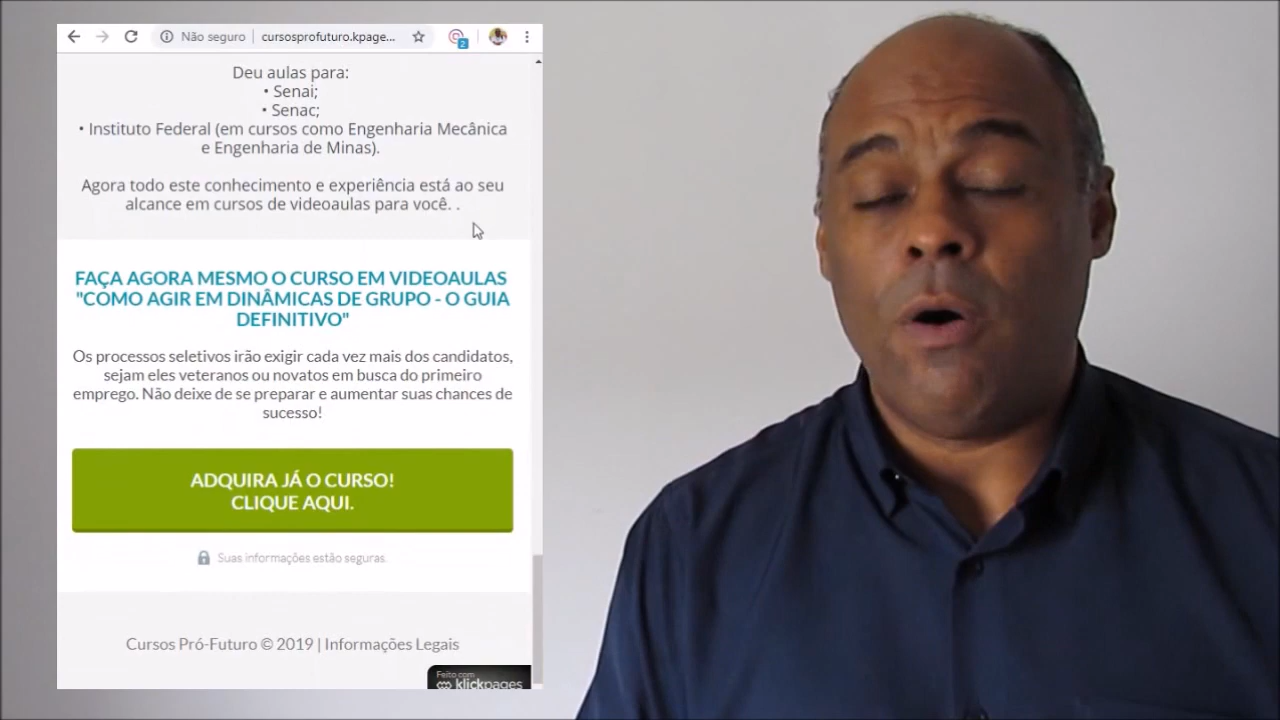 Não seguro
cursosprofuturo.kpage...
2
Deu aulas para:
• Senai;
• Senac;
• Instituto Federal (em cursos como Engenharia Mecânica
e Engenharia de Minas).
Agora todo este conhecimento e experiência está ao seu
alcance em cursos de videoaulas para você. .
FAÇA AGORA MESMO O CURSO EM VIDEOAULAS
"COMO AGIR EM DINÂMICAS DE GRUPO - O GUIA
DEFINITIVO"
Os processos seletivos irão exigir cada vez mais dos candidatos,
sejam eles veteranos ou novatos em busca do primeiro
emprego. Não deixe de se preparar e aumentar suas chances de
sucesso!
ADQUIRA JÁ O CURSO!
CLIQUE AQUI.
Suas informações estão seguras.
Cursos Pró-Futuro © 2019 | Informações Legais
Feito com
klickpages